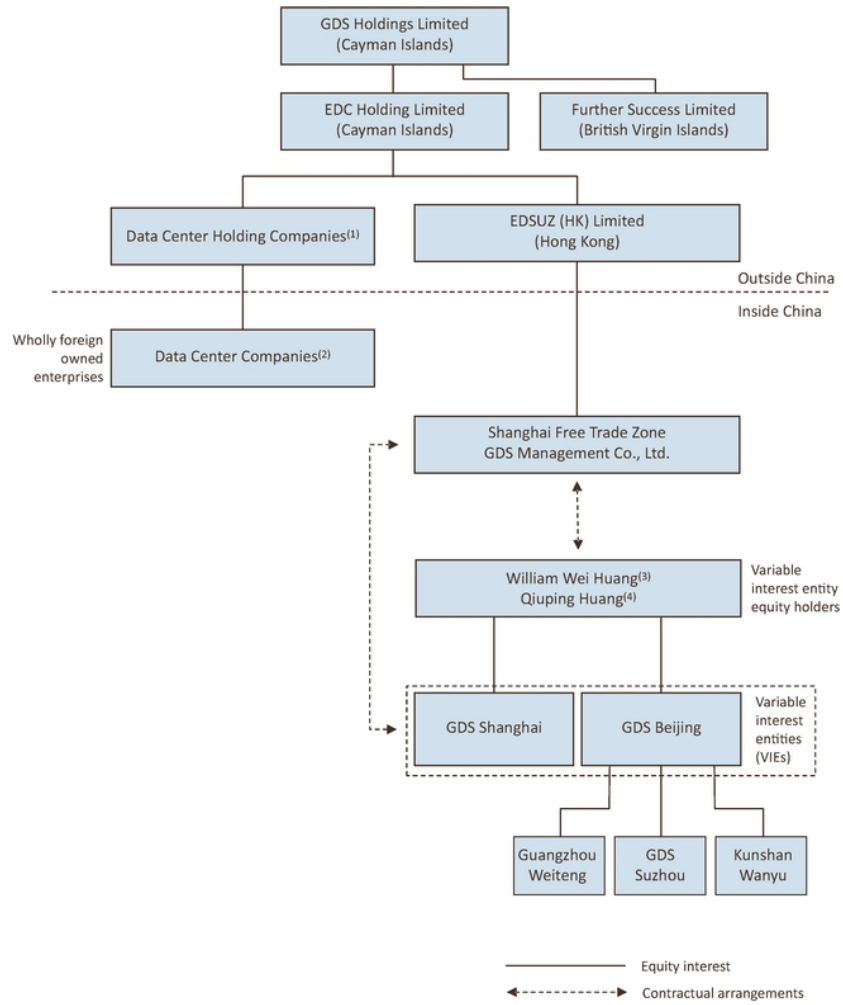 GDS Holdings Limited
(Cayman Islands)
EDC Holding Limited
(Cayman Islands)
Further Success Limited
(British Virgin Islands)
Data Center Holding Companies(1)
EDSUZ (HK) Limited
(Hong Kong)
Outside China
Inside China
Wholly foreign
owned
enterprises
Data Center Companies(2)
Shanghai Free Trade Zone
GDS Management Co., Ltd.
William Wei Huang(3)
Qiuping Huang(4)
Variable
interest entity
equity holders
GDS Shanghai
GDS Beijing
Variable
interest
entities
(VIEs)
Guangzhou
Weiteng
GDS
Suzhou
Kunshan
Wanyu
Equity interest
Contractual arrangements